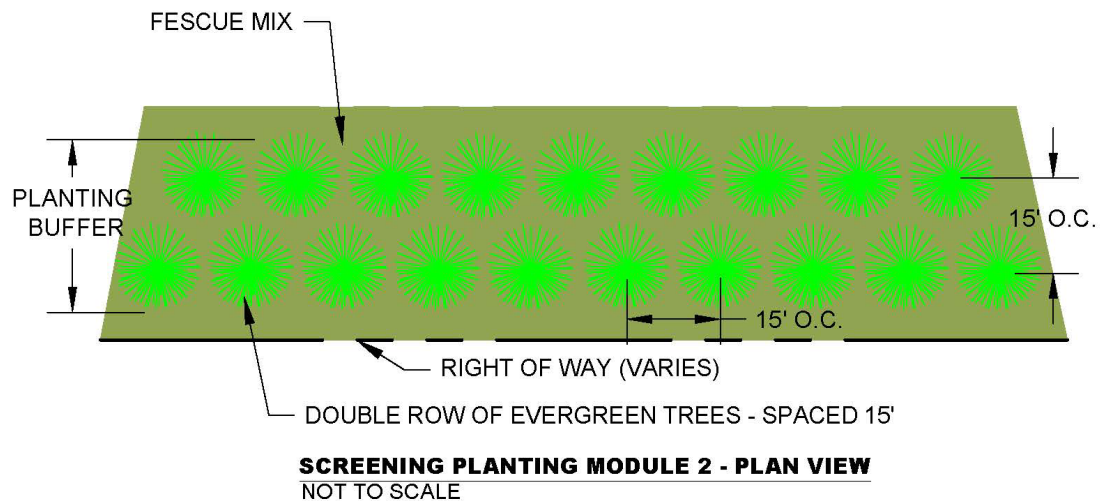 FESCUE MIX
PLANTING
BUFFER
15' O.C.
15' O.C.
RIGHT OF WAY (VARIES)
DOUBLE ROW OF EVERGREEN TREES - SPACED 15'
SCREENING PLANTING MODULE 2 - PLAN VIEW
NOT TO SCALE